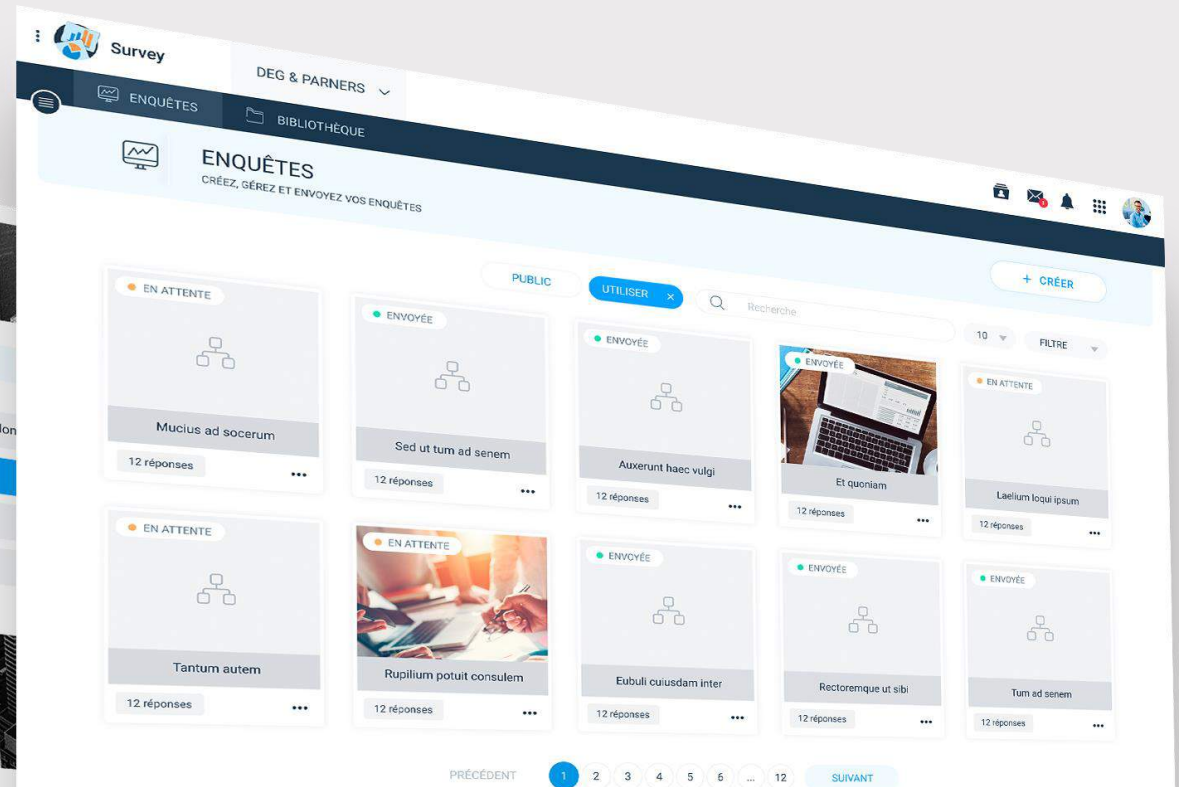 Survey
DEG & PARNERS
ENQUÊTES
BIBLIOTHÈQUE
ENQUÊTES
CRÉEZ, GÉREZ ET ENVOYEZ VOS ENQUÊTES
+ CRÉER
PUBLIC
UTILISER ×
Recherche
10
FILTRE
EN ATTENTE
Mucius ad socerum
12 réponses
ENVOYÉE
Sed ut tum ad senem
12 réponses
ENVOYÉE
Auxerunt haec vulgi
12 réponses
ENVOYÉE
Et quoniam
12 réponses
EN ATTENTE
Laelium loqui ipsum
12 réponses
EN ATTENTE
Tantum autem
12 réponses
EN ATTENTE
Rupilium potuit consulem
12 réponses
ENVOYÉE
Eubuli cuiusdam inter
12 réponses
ENVOYÉE
Rectoremque ut sibi
12 réponses
ENVOYÉE
Tum ad senem
12 réponses
PRÉCÉDENT 1 2 3 4 5 6 ... 12 SUIVANT